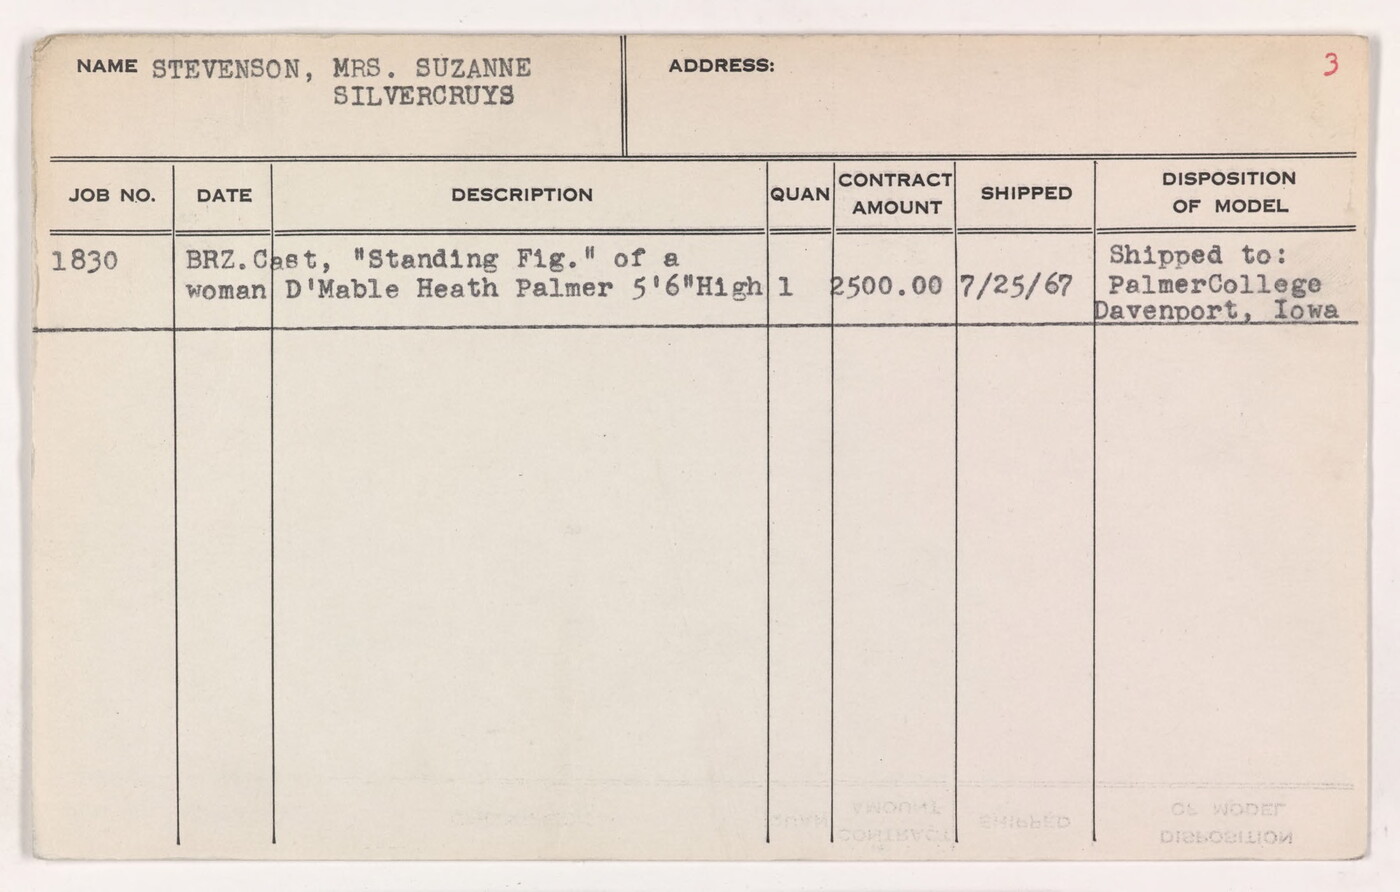 NAME STEVENSON, MRS. SUZANNE ADDRESS: 3
SILVERCRUYS
JOB NO. DATE DESCRIPTION QUAN CONTRACT AMOUNT SHIPPED DISPOSITION OF MODEL
1830 BRZ.Cast, "Standing Fig." of a Shipped to:
woman D'Mable Heath Palmer 5'6"High 1 2500.00 7/25/67 PalmerCollege
Davenport, Iowa